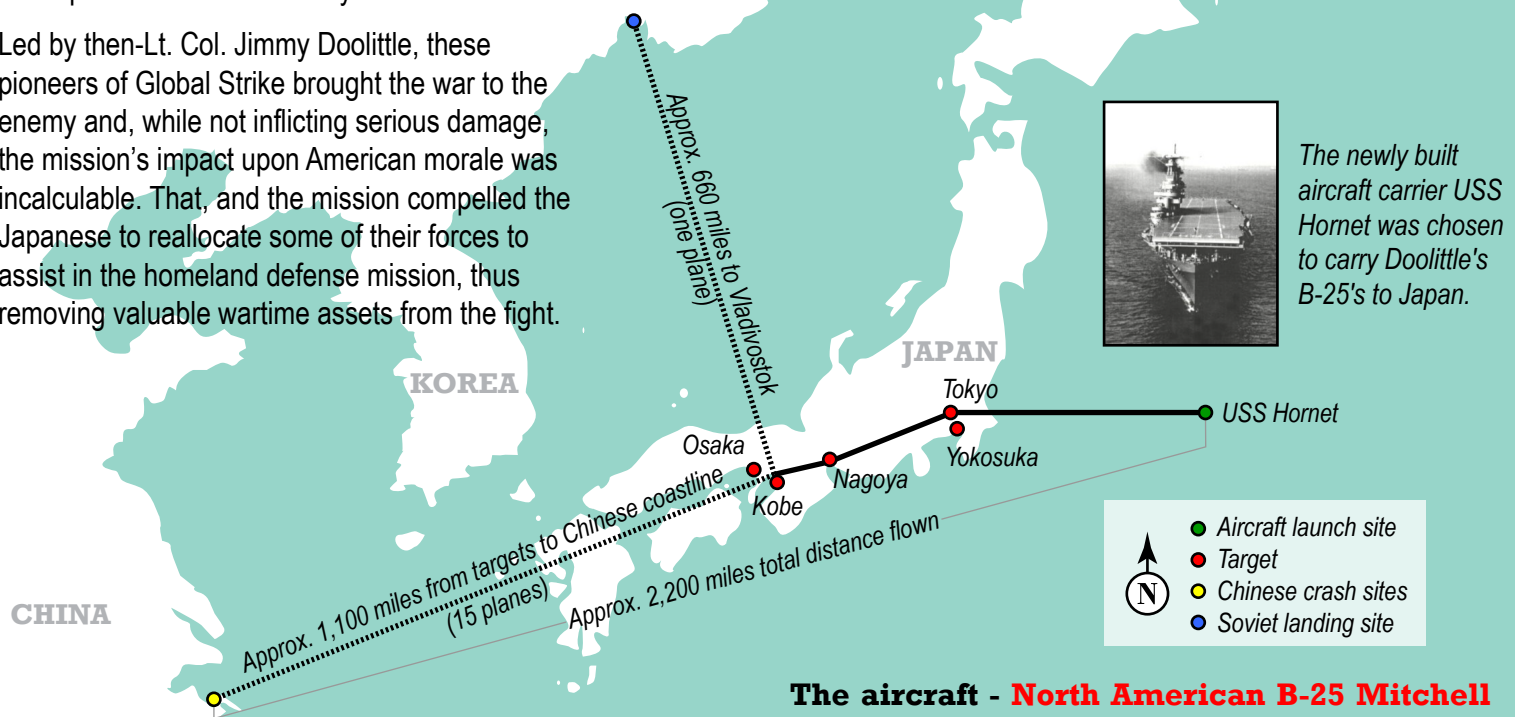 Led by then-Lt. Col. Jimmy Doolittle, these
pioneers of Global Strike brought the war to the
enemy and, while not inflicting serious damage,
the mission’s impact upon American morale was
incalculable. That, and the mission compelled the
Japanese to reallocate some of their forces to
assist in the homeland defense mission, thus
removing valuable wartime assets from the fight.
Approx. 660 miles to Vladivostok
(one plane)
The newly built
aircraft carrier USS
Hornet was chosen
to carry Doolittle's
B-25's to Japan.
KOREA
JAPAN
Tokyo
USS Hornet
Yokosuka
Osaka
Nagoya
Kobe
Approx. 1,100 miles from targets to Chinese coastline
(15 planes)
Approx. 2,200 miles total distance flown
CHINA
N
Aircraft launch site
Target
Chinese crash sites
Soviet landing site
The aircraft - North American B-25 Mitchell